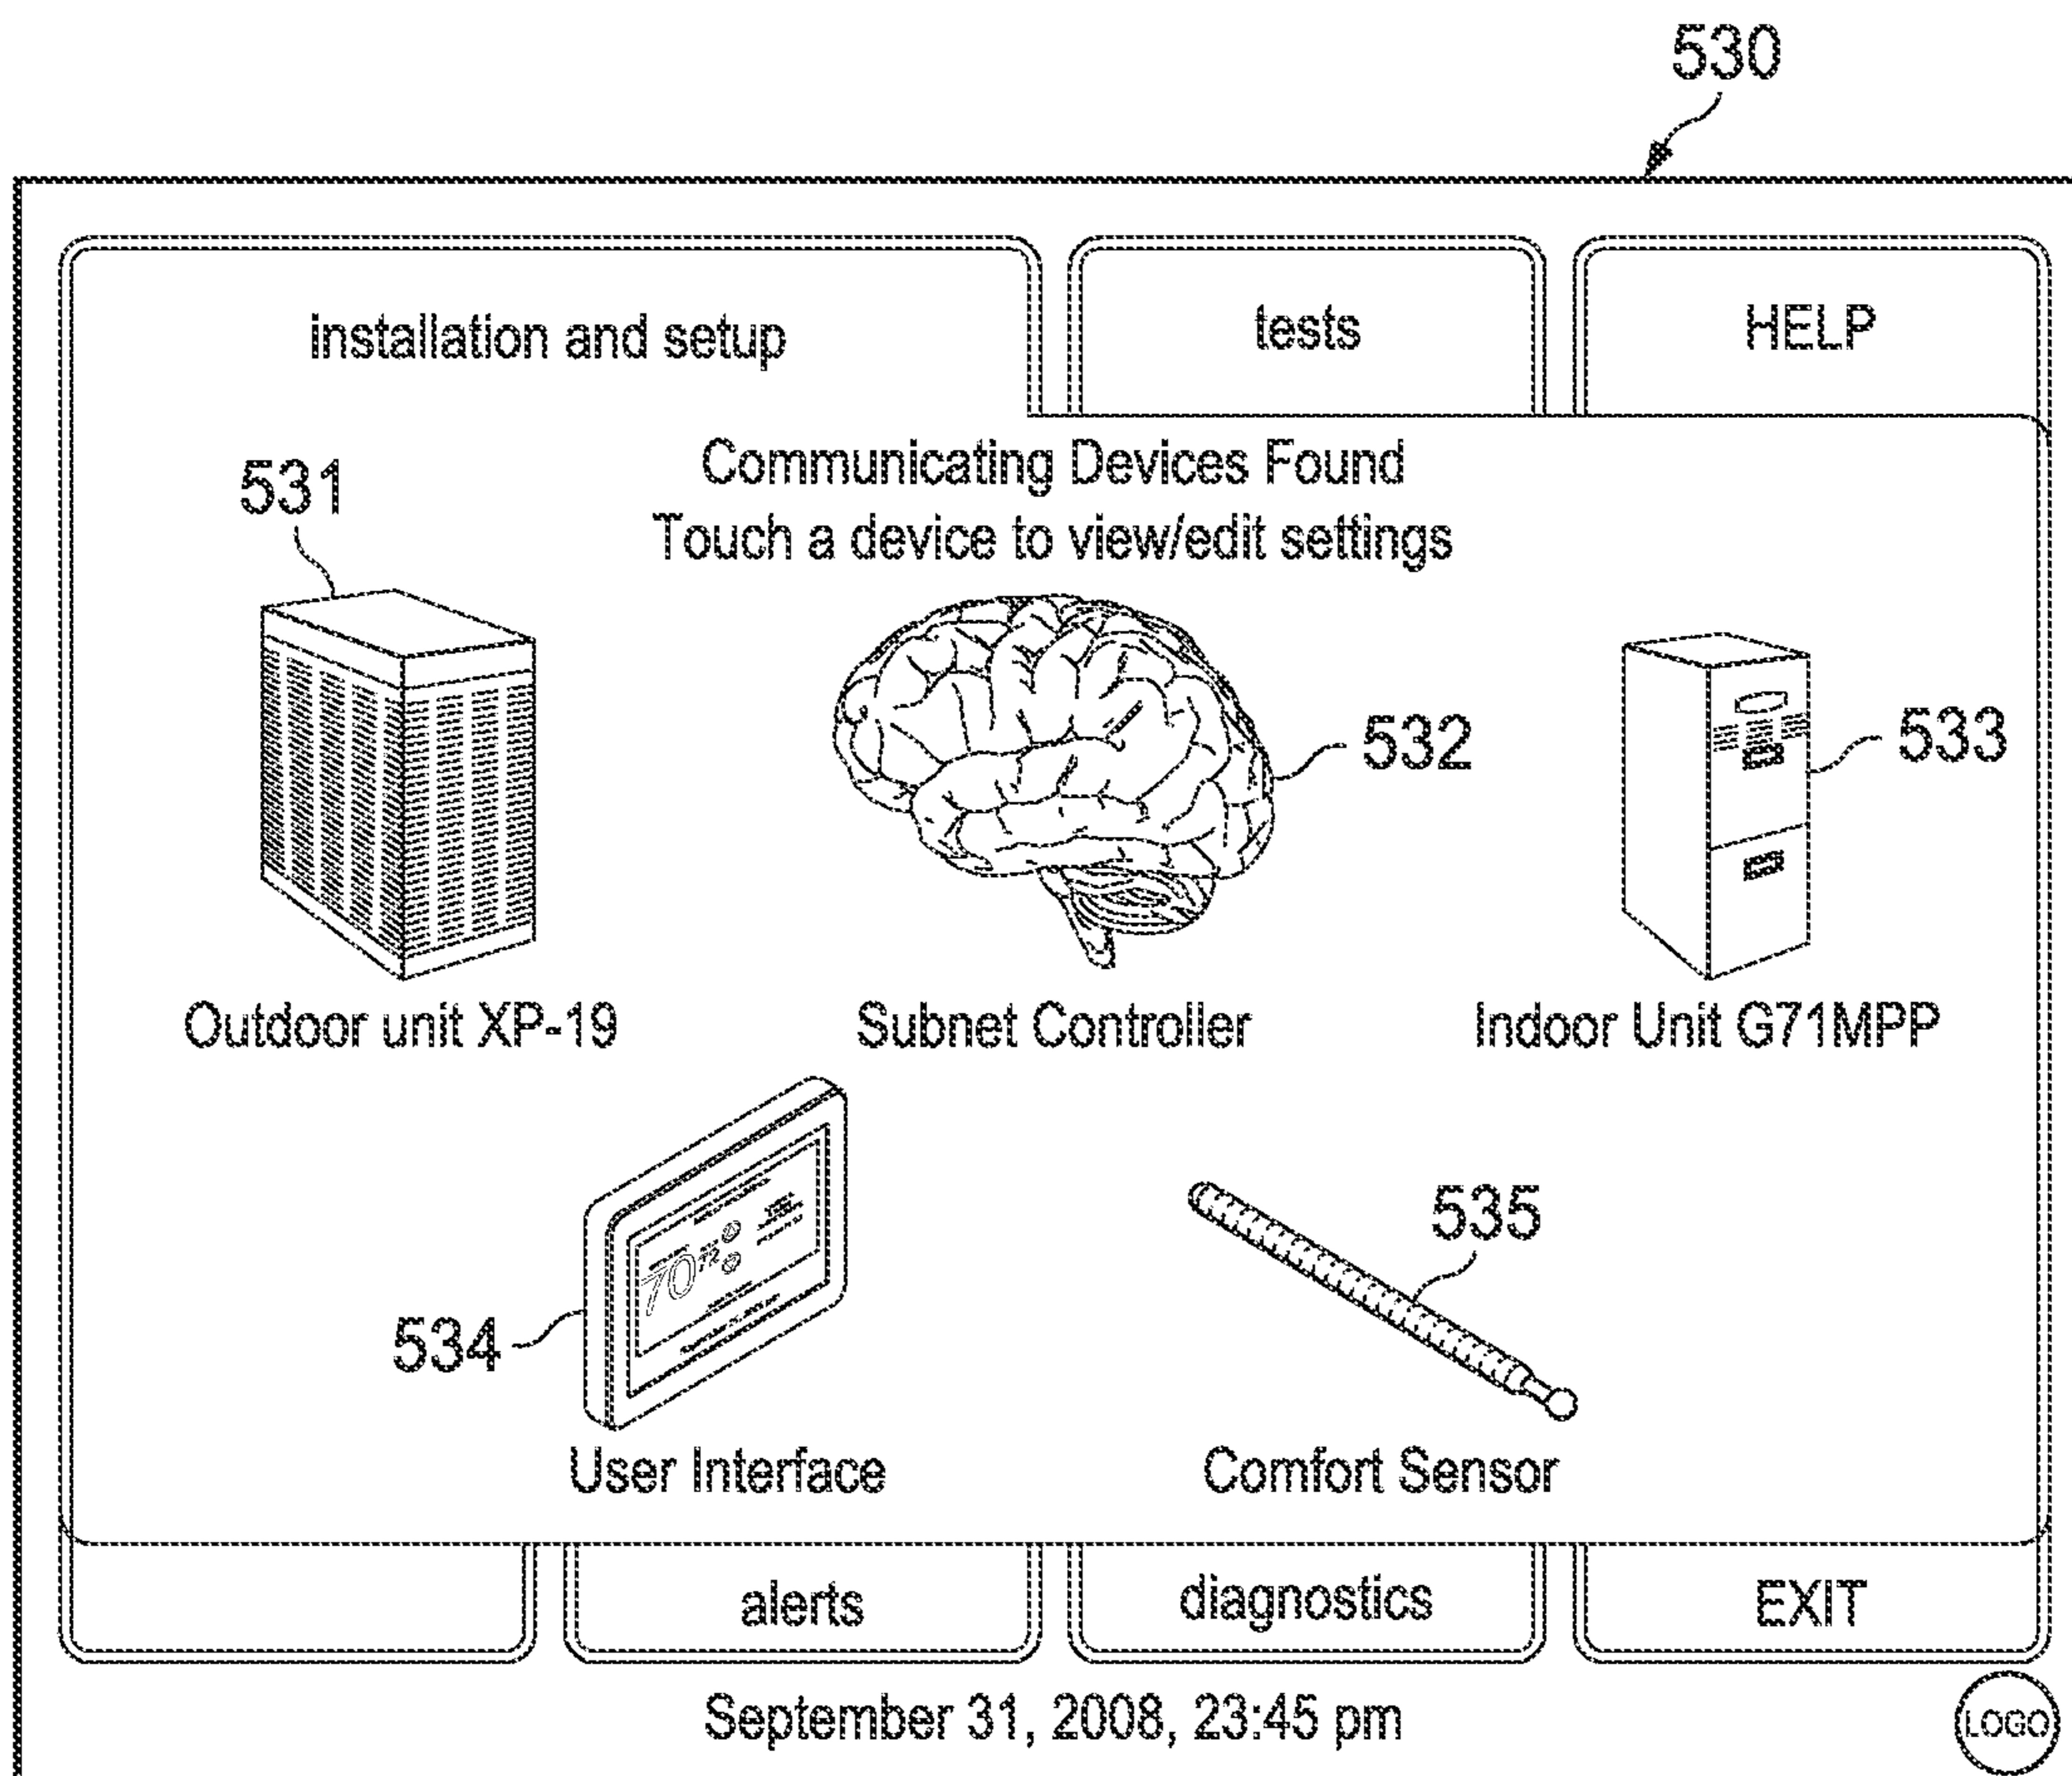 530
installation and setup
tests
HELP
Communicating Devices Found
Touch a device to view/edit settings
531
532
533
Outdoor unit XP-19
Subnet Controller
Indoor Unit G71MPP
534
70
72
535
User Interface
Comfort Sensor
alerts
diagnostics
EXIT
September 31, 2008, 23:45 pm
LOGO